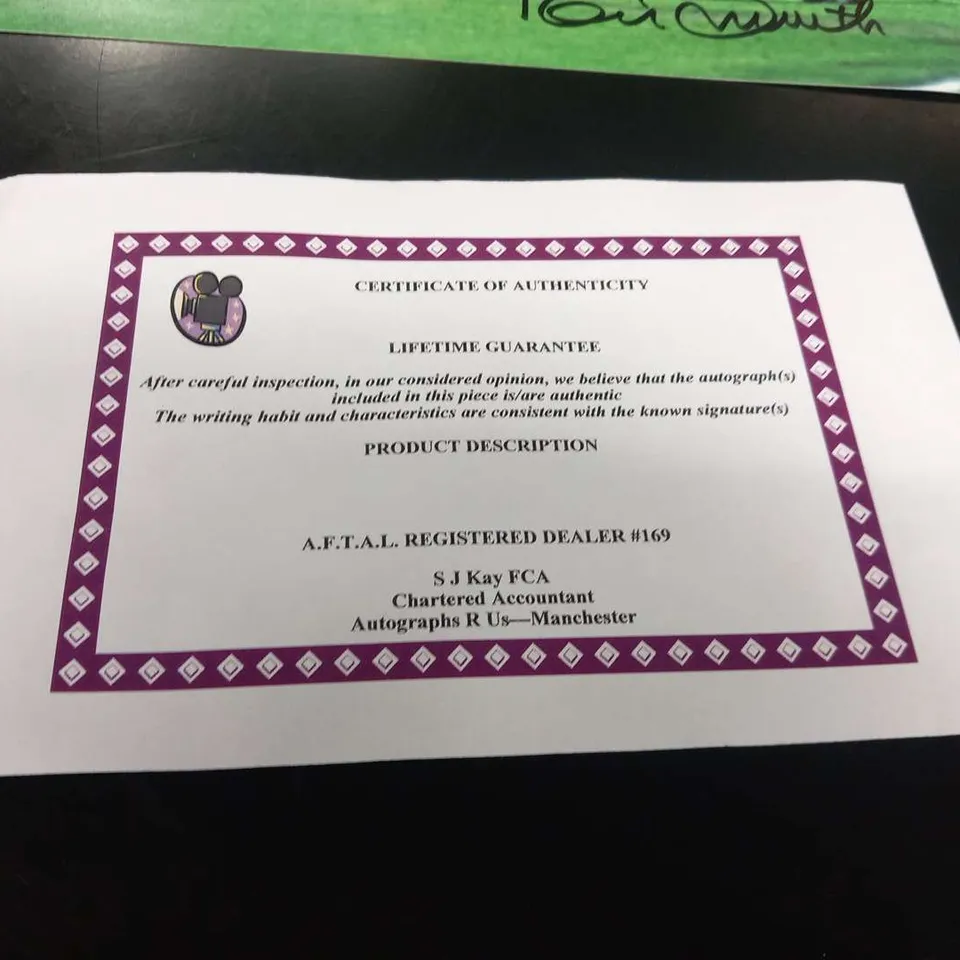 Smith
CERTIFICATE OF AUTHENTICITY
LIFETIME GUARANTEE
After careful inspection, in our considered opinion, we believe that the autograph(s)
included in this piece is/are authentic
The writing habit and characteristics are consistent with the known signature(s)
PRODUCT DESCRIPTION
A.F.T.A.L. REGISTERED DEALER #169
S J Kay FCA
Chartered Accountant
Autographs R Us—Manchester